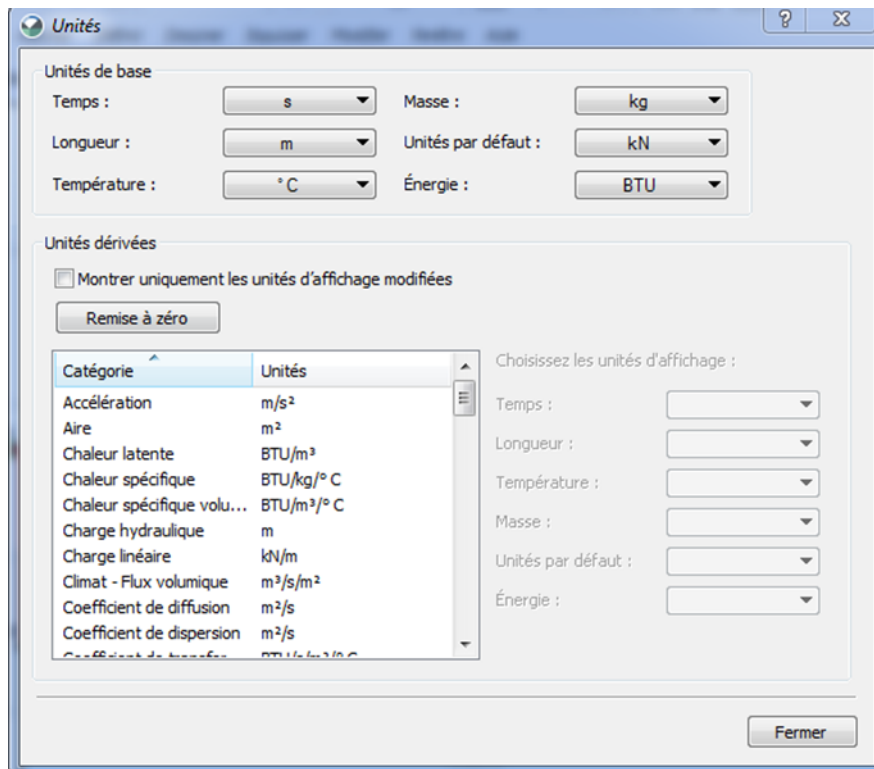 Unités
Unités de base
Temps : s Masse : kg
Longueur : m Unités par défaut : kN
Température : °C Énergie : BTU
Unités dérivées
Montrer uniquement les unités d'affichage modifiées
Remise à zéro
Choisissez les unités d'affichage :
Catégorie Unités
Accélération m/s²
Aire m²
Chaleur latente BTU/m³
Chaleur spécifique BTU/kg/°C
Chaleur spécifique volu... BTU/m³/°C
Charge hydraulique m
Charge linéaire kN/m
Climat - Flux volumique m³/s/m²
Coefficient de diffusion m²/s
Coefficient de dispersion m²/s
Temps :
Longueur :
Température :
Masse :
Unités par défaut :
Énergie :
Fermer